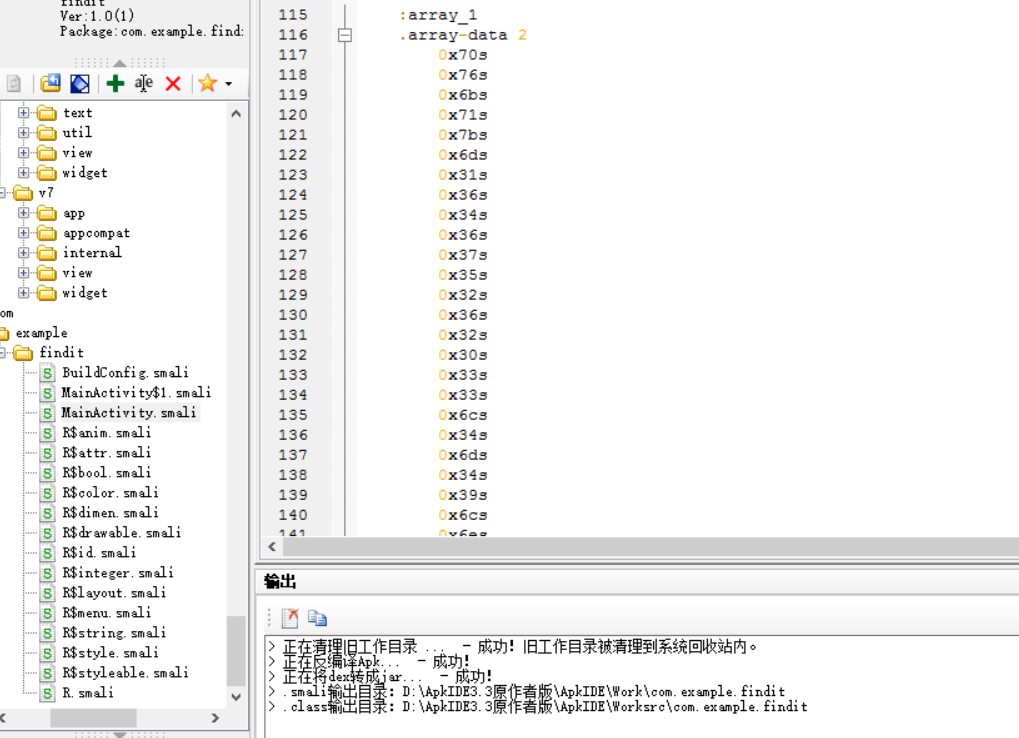 findit
Ver:1.0(1)
Package:com.example.find:
text
util
view
widget
v7
app
appcompat
internal
view
widget
om
example
findit
BuildConfig.smali
MainActivity$1.smali
MainActivity.smali
R$anim.smali
R$attr.smali
R$bool.smali
R$color.smali
R$dimen.smali
R$drawable.smali
R$id.smali
R$integer.smali
R$layout.smali
R$menu.smali
R$string.smali
R$style.smali
R$styleable.smali
R.smali
115 :array_1
116 .array-data 2
117 0x70s
118 0x76s
119 0x6bs
120 0x71s
121 0x7bs
122 0x6ds
123 0x31s
124 0x36s
125 0x34s
126 0x36s
127 0x37s
128 0x35s
129 0x32s
130 0x36s
131 0x32s
132 0x30s
133 0x33s
134 0x33s
135 0x6cs
136 0x34s
137 0x6ds
138 0x34s
139 0x39s
140 0x6cs
141 0x6es
输出
> 正在清理旧工作目录 ... - 成功! 旧工作目录被清理到系统回收站内。
> 正在反编译Apk... - 成功!
> 正在将dex转成jar... - 成功!
> .smali输出目录: D:\ApkIDE3.3原作者版\ApkIDE\Work\com.example.findit
> .class输出目录: D:\ApkIDE3.3原作者版\ApkIDE\Worksrc\com.example.findit